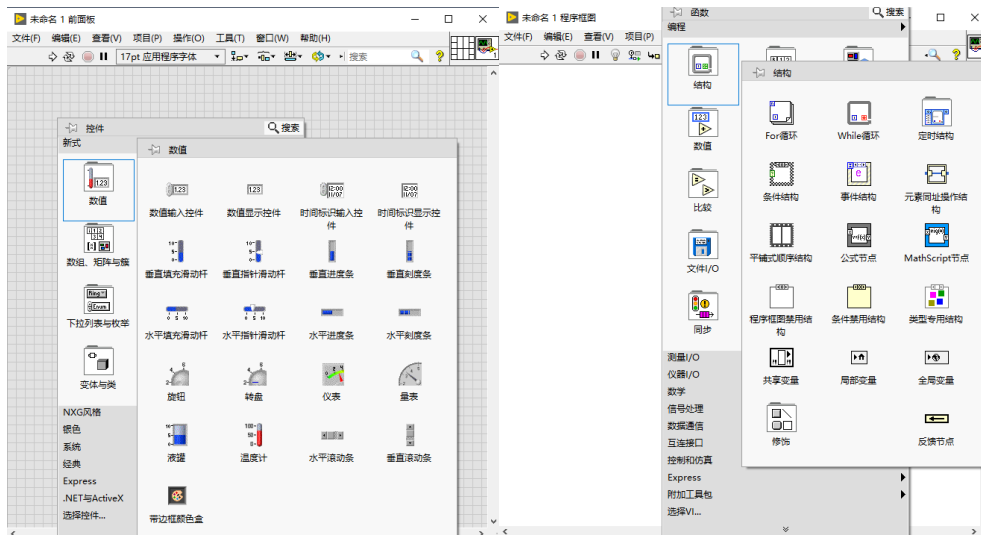 未命名 1 前面板
文件(F) 编辑(E) 查看(V) 项目(P) 操作(O) 工具(T) 窗口(W) 帮助(H)
17pt 应用程序字体
搜索
控件
搜索
新式
数值
数组、矩阵与簇
下拉列表与枚举
变体与类
NXG风格
银色
系统
经典
Express
.NET与ActiveX
选择控件...
数值
数值输入控件 数值显示控件 时间标识输入控件 时间标识显示控件
垂直填充滑动杆 垂直指针滑动杆 垂直进度条 垂直刻度条
水平填充滑动杆 水平指针滑动杆 水平进度条 水平刻度条
旋钮 转盘 仪表 量表
液罐 温度计 水平滚动条 垂直滚动条
带边框颜色盒
未命名 1 程序框图
文件(F) 编辑(E) 查看(V) 项目(P)
函数
搜索
编程
结构
数值
比较
文件I/O
同步
测量I/O
仪器I/O
数学
信号处理
数据通信
互连接口
控制和仿真
Express
附加工具包
选择VI...
结构
For循环 While循环 定时结构
条件结构 事件结构 元素同址操作结构
平铺式顺序结构 公式节点 MathScript节点
程序框图禁用结构 条件禁用结构 类型专用结构
共享变量 局部变量 全局变量
修饰 反馈节点